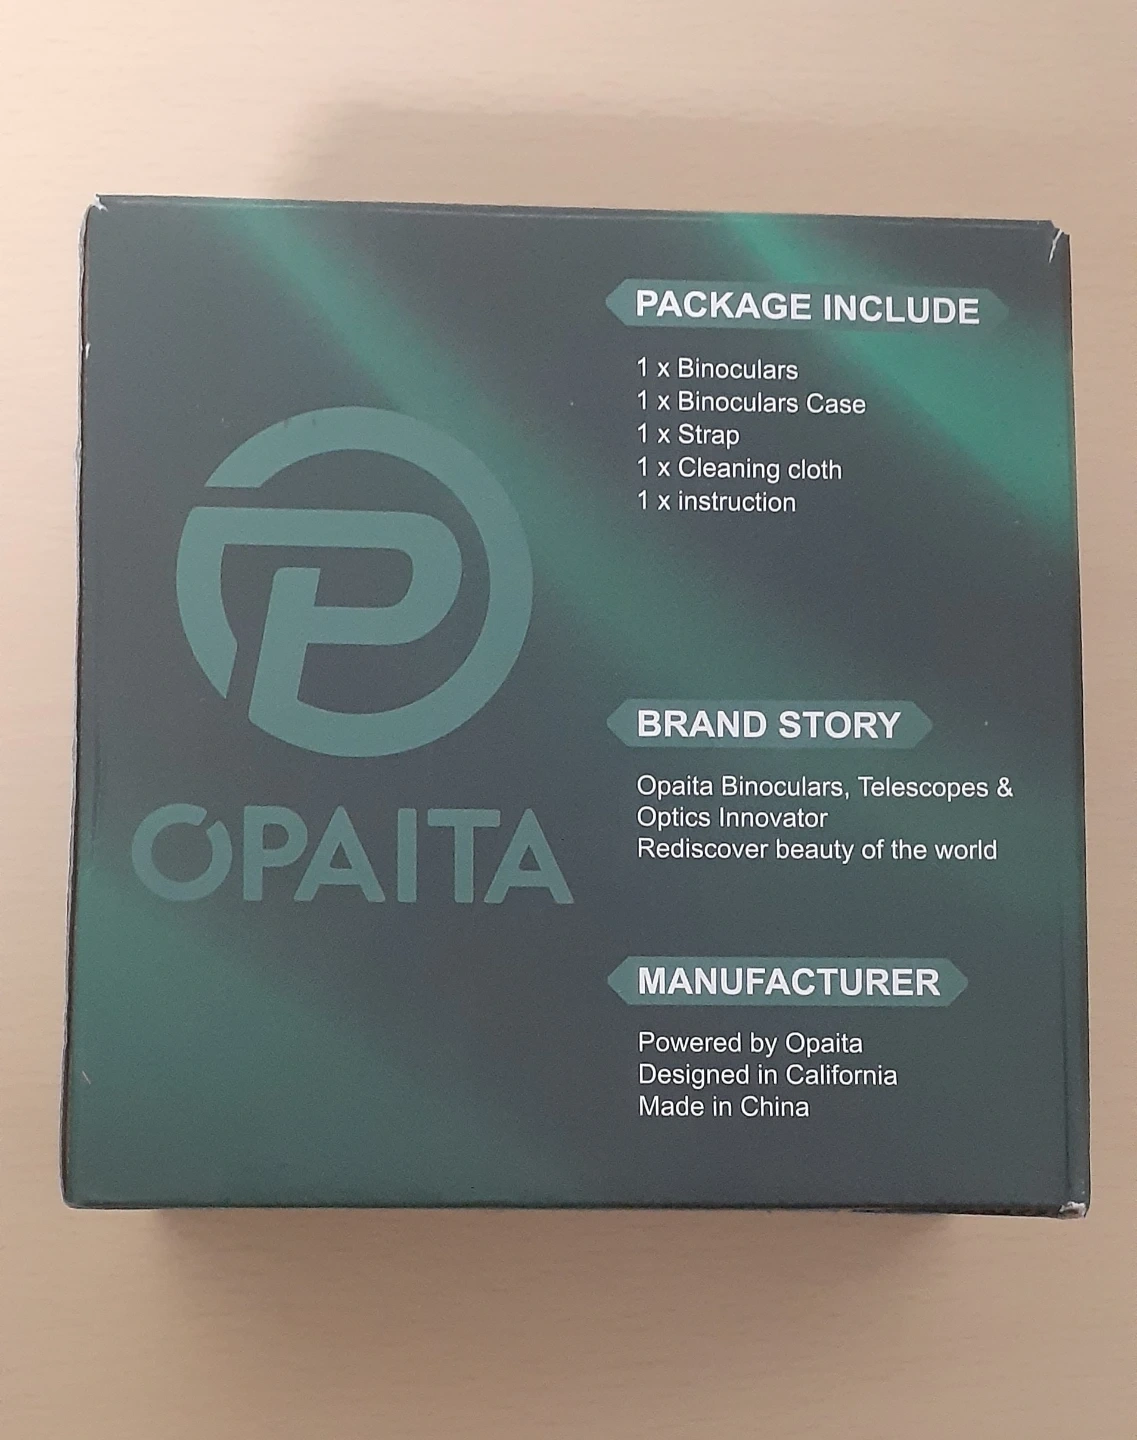 OPAITA
PACKAGE INCLUDE
1 x Binoculars
1 x Binoculars Case
1 x Strap
1 x Cleaning cloth
1 x instruction
BRAND STORY
Opaita Binoculars, Telescopes &
Optics Innovator
Rediscover beauty of the world
MANUFACTURER
Powered by Opaita
Designed in California
Made in China